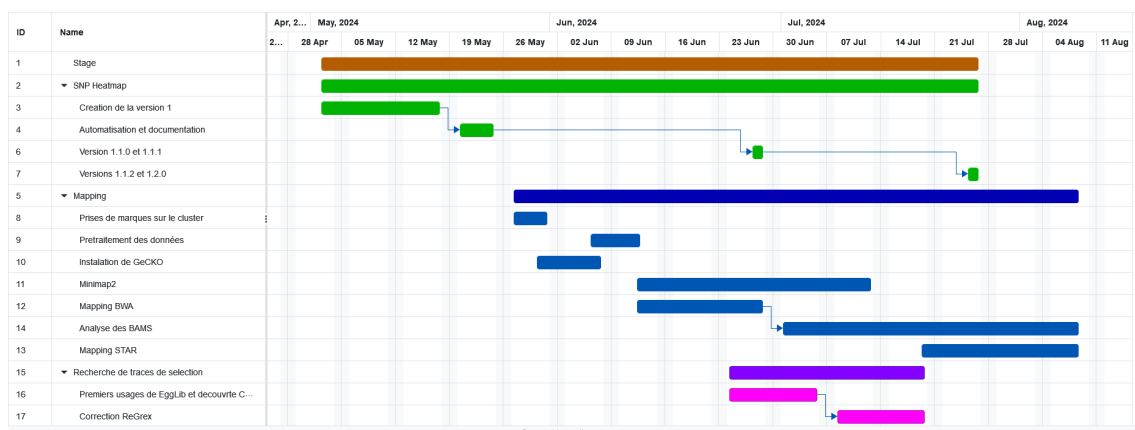 ID Name Apr, 2... May, 2024 Jun, 2024 Jul, 2024 Aug, 2024
2... 28 Apr 05 May 12 May 19 May 26 May 02 Jun 09 Jun 16 Jun 23 Jun 30 Jun 07 Jul 14 Jul 21 Jul 28 Jul 04 Aug 11 Aug
1 Stage
2 SNP Heatmap
3 Creation de la version 1
4 Automatisation et documentation
6 Version 1.1.0 et 1.1.1
7 Versions 1.1.2 et 1.2.0
5 Mapping
8 Prises de marques sur le cluster
9 Pretraitement des données
10 Instalation de GeCKO
11 Minimap2
12 Mapping BWA
14 Analyse des BAMS
13 Mapping STAR
15 Recherche de traces de selection
16 Premiers usages de EggLib et decouvrte C...
17 Correction ReGrex